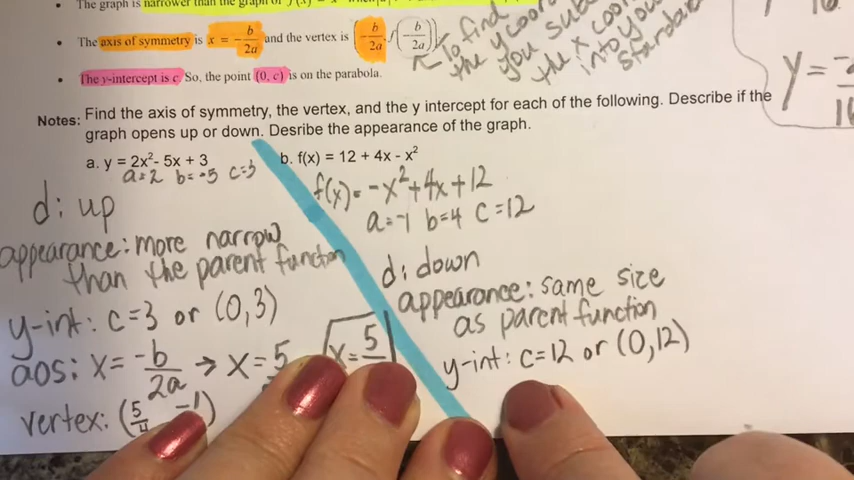 The graph is narrower than the graph of
• The axis of symmetry is x = -b/2a and the vertex is (-b/2a, f(-b/2a))
• The y-intercept is c. So, the point (0, c) is on the parabola.
To find
the y coor
you sub
the x coor
into you
standard
y =
Notes: Find the axis of symmetry, the vertex, and the y intercept for each of the following. Describe if the
graph opens up or down. Desribe the appearance of the graph.
a. y = 2x² - 5x + 3
a=2 b=-5 c=3
d: up
appearance: more narrow
than the parent function
y-int: c=3 or (0,3)
aos: x = -b/2a → x = 5 x = 5
vertex: (5/4 -1)
b. f(x) = 12 + 4x - x²
f(x) = -x² + 4x + 12
a=-1 b=4 c=12
d: down
appearance: same size
as parent function
y-int: c=12 or (0,12)